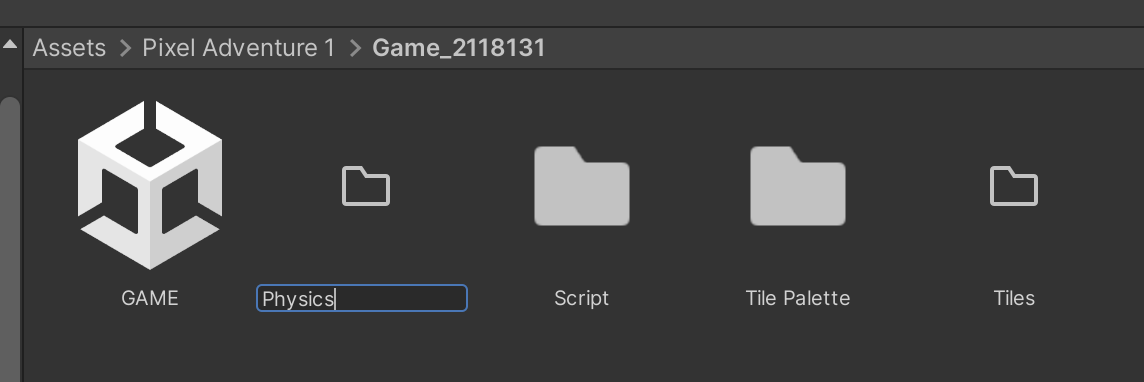 Assets > Pixel Adventure 1 > Game_2118131
GAME
Physics
Script
Tile Palette
Tiles